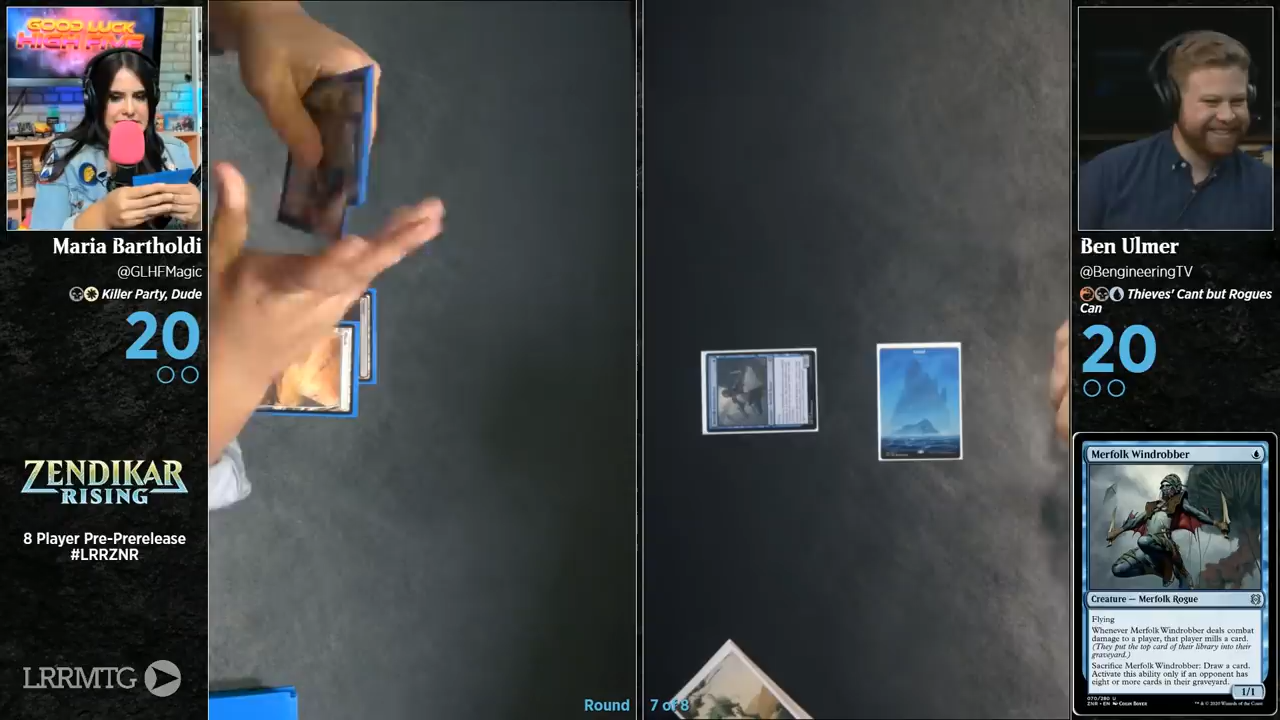 GOOD LUCK
HIGH FIVE
Maria Bartholdi
@GLHFMagic
Killer Party, Dude
20
ZENDIKAR
RISING
8 Player Pre-Prerelease
#LRRZNR
LRRMTG
Round 7 of 8
Ben Ulmer
@BengineeringTV
Thieves' Cant but Rogues
Can
20
Merfolk Windrobber
Creature — Merfolk Rogue
Flying
Whenever Merfolk Windrobber deals combat
damage to a player, that player mills a card.
(They put the top card of their library into their
graveyard.)
Sacrifice Merfolk Windrobber: Draw a card.
Activate this ability only if an opponent has
eight or more cards in their graveyard.
1/1